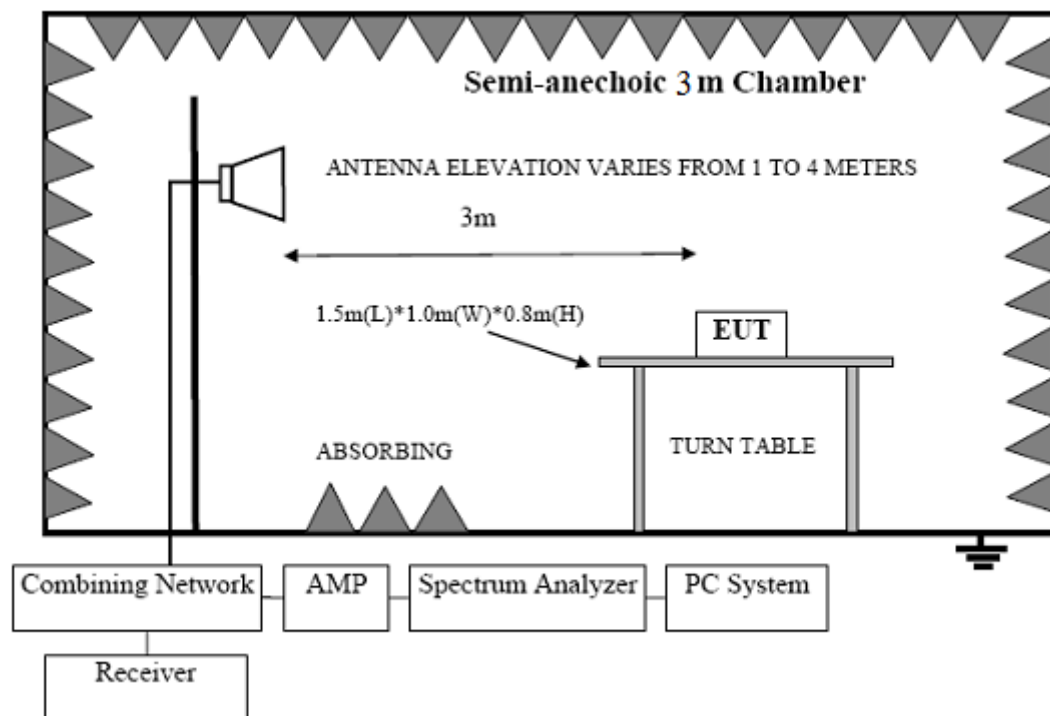 Semi-anechoic 3 m Chamber
ANTENNA ELEVATION VARIES FROM 1 TO 4 METERS
3m
1.5m(L)*1.0m(W)*0.8m(H)
EUT
ABSORBING
TURN TABLE
Combining Network
AMP
Spectrum Analyzer
PC System
Receiver